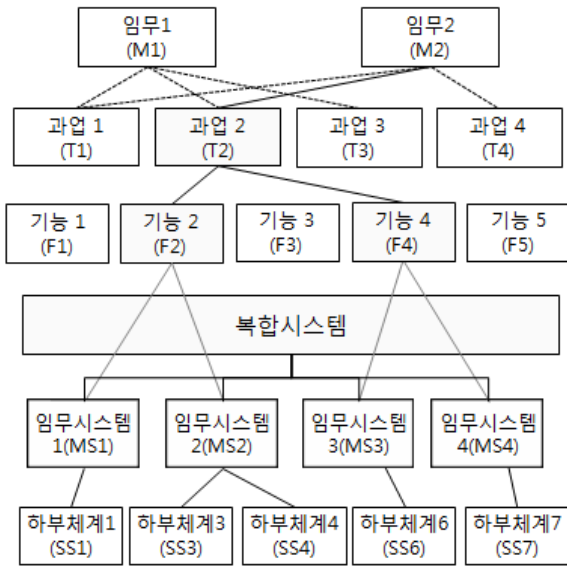 임무1
(M1)
임무2
(M2)
과업 1
(T1)
과업 2
(T2)
과업 3
(T3)
과업 4
(T4)
기능 1
(F1)
기능 2
(F2)
기능 3
(F3)
기능 4
(F4)
기능 5
(F5)
복합시스템
임무시스템
1(MS1)
임무시스템
2(MS2)
임무시스템
3(MS3)
임무시스템
4(MS4)
하부체계1
(SS1)
하부체계3
(SS3)
하부체계4
(SS4)
하부체계6
(SS6)
하부체계7
(SS7)